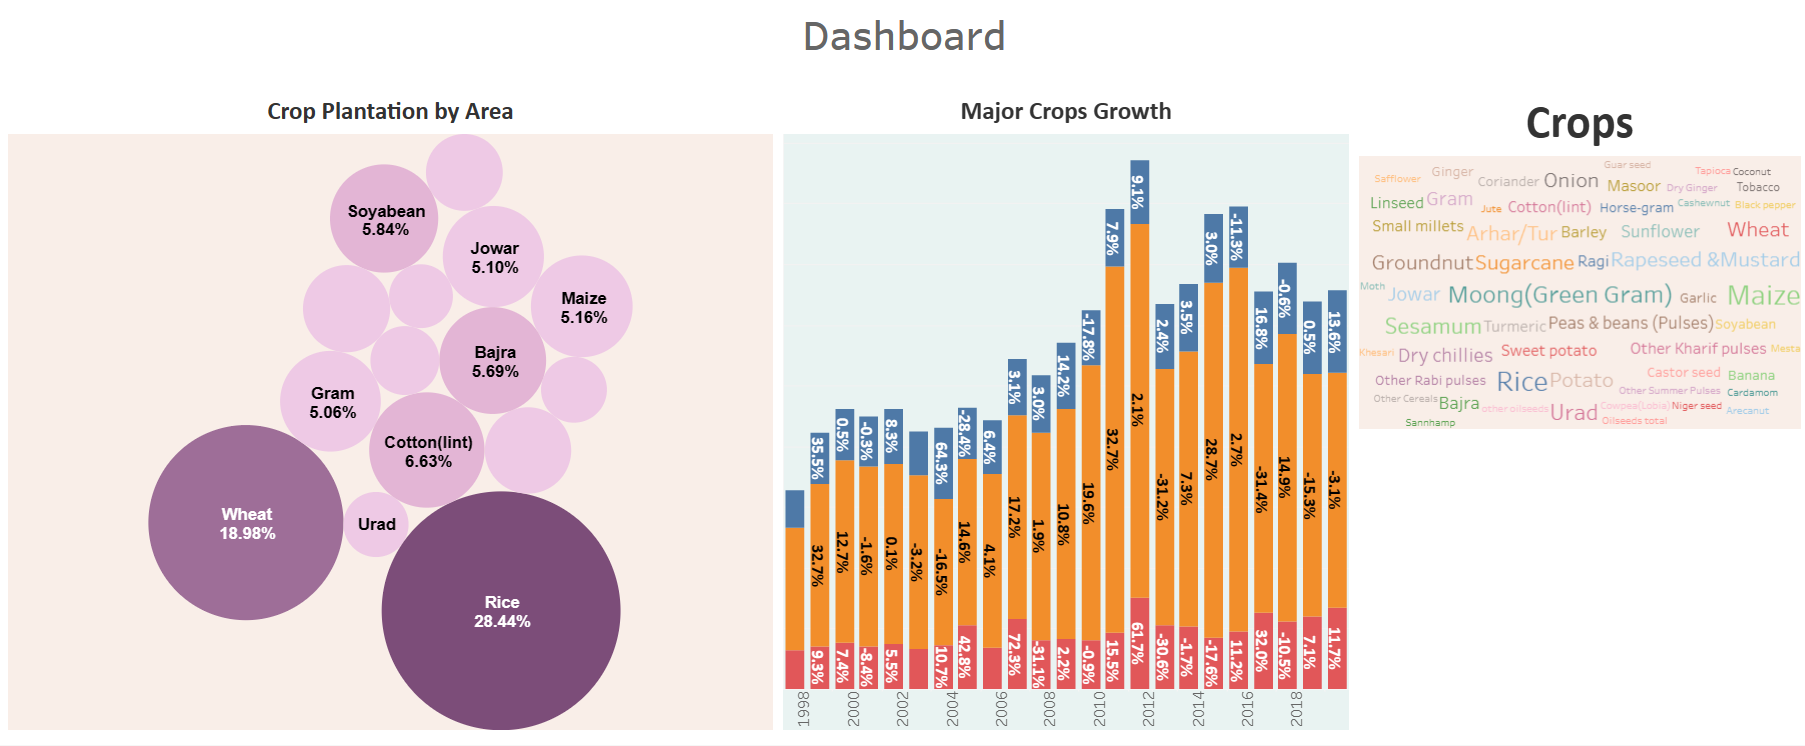 Dashboard
Crop Plantation by Area
Soyabean
5.84%
Jowar
5.10%
Maize
5.16%
Bajra
5.69%
Gram
5.06%
Cotton(lint)
6.63%
Wheat
18.98%
Urad
Rice
28.44%
Major Crops Growth
35.5% 0.5% -0.3% 8.3% 64.3% -28.4% 6.4% 3.1% 3.0% 14.2% -17.8% 7.9% 9.1% 2.4% 3.5% 3.0% -11.3% 16.8% -0.6% 0.5% 13.6%
32.7% 12.7% -1.6% 0.1% -3.2% -16.5% 14.6% 4.1% 17.2% 1.9% 10.8% 19.6% 32.7% 2.1% -31.2% 7.3% 28.7% 2.7% -31.4% 14.9% -15.3% -3.1%
9.3% 7.4% -8.4% 5.5% 10.7% 42.8% 72.3% -31.1% 2.2% -0.9% 15.5% 61.7% -30.6% -1.7% -17.6% 11.2% 32.0% -10.5% 7.1% 11.7%
1998 2000 2002 2004 2006 2008 2010 2012 2014 2016 2018
Crops
Guar seed
Safflower Ginger Coriander Onion Masoor Tapioca Coconut
Dry Ginger Tobacco
Linseed Gram Jute Cotton(lint) Horse-gram Cashewnut Black pepper
Small millets Arhar/Tur Barley Sunflower Wheat
Groundnut Sugarcane Ragi Rapeseed &Mustard
Moth Jowar Moong(Green Gram) Garlic Maize
Sesamum Turmeric Peas & beans (Pulses) Soyabean
Khesari Dry chillies Sweet potato Other Kharif pulses Mesta
Other Rabi pulses Rice Potato Castor seed Banana
Other Summer Pulses Cardamom
Other Cereals Bajra other oilseeds Urad Cowpea(Lobia) Niger seed Arecanut
Sannhamp Oilseeds total